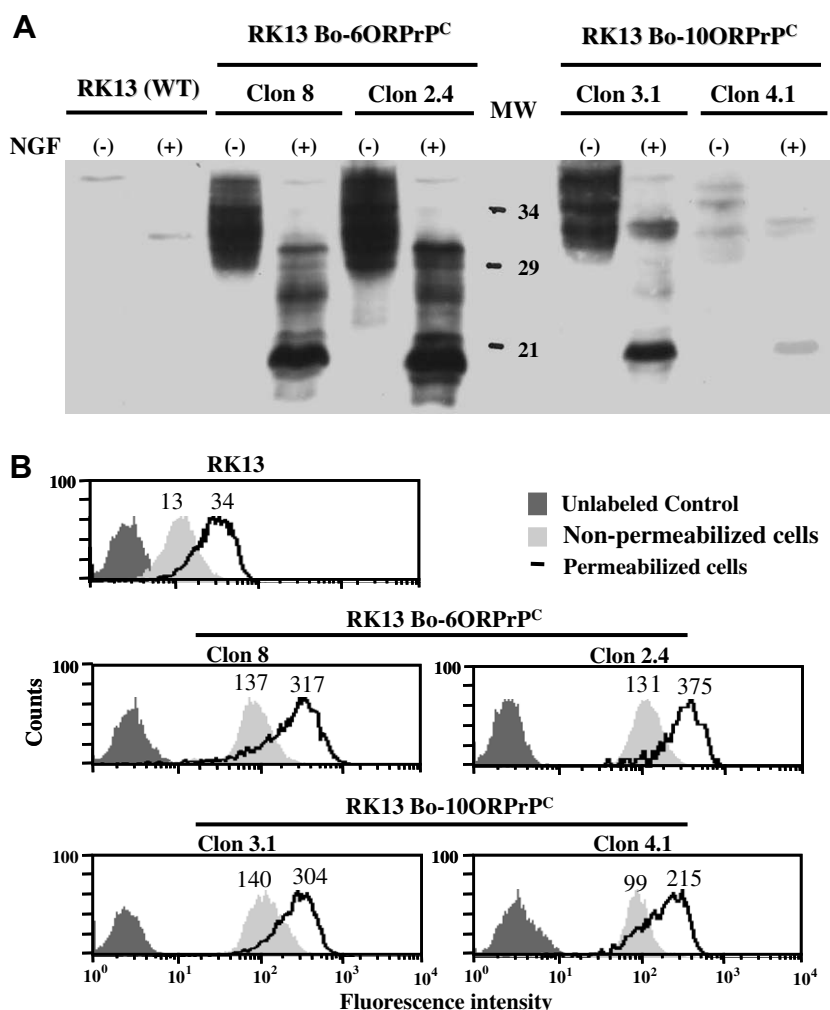 A
RK13 Bo-6ORPrPC
RK13 Bo-10ORPrPC
RK13 (WT)
Clon 8
Clon 2.4
MW
Clon 3.1
Clon 4.1
NGF (-) (+) (-) (+) (-) (+) (-) (+) (-) (+)
34
29
21
B
RK13
100
13 34
Unlabeled Control
Non-permeabilized cells
Permeabilized cells
RK13 Bo-6ORPrPC
Clon 8
Clon 2.4
100
137 317
100
131 375
Counts
RK13 Bo-10ORPrPC
Clon 3.1
Clon 4.1
100
140 304
100
99 215
100 101 102 103 104
100 101 102 103 104
Fluorescence intensity